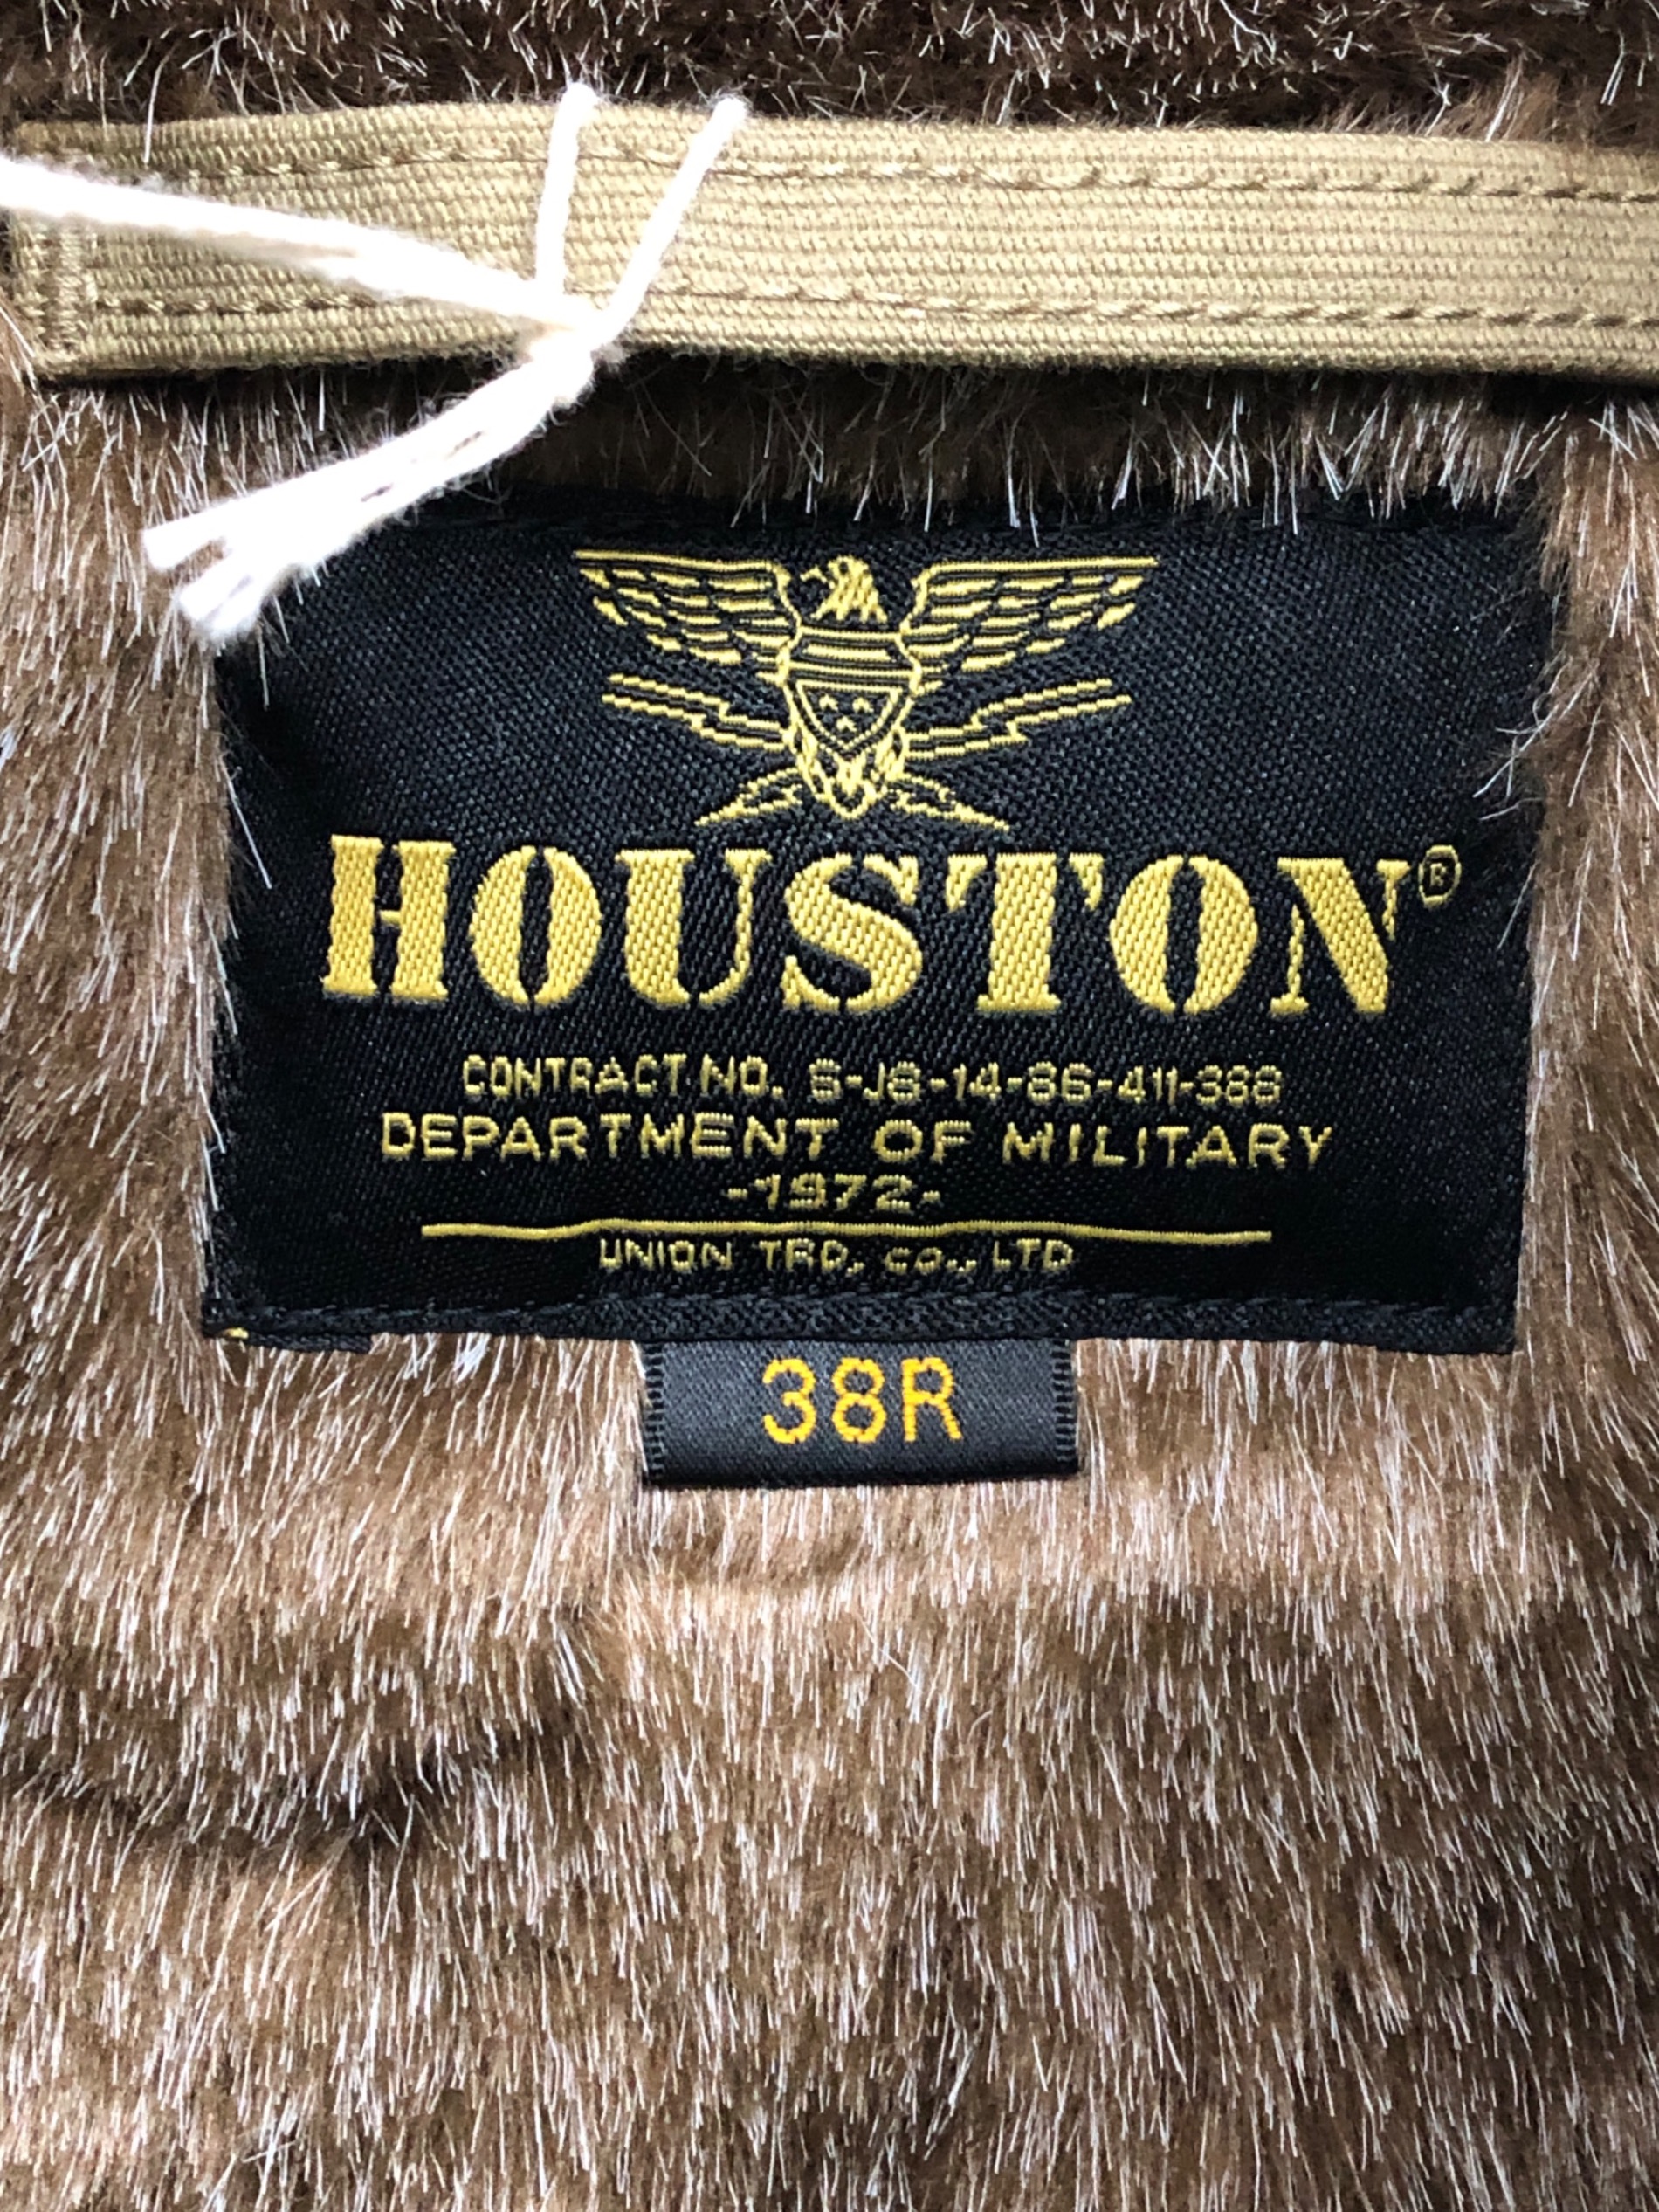 HOUSTON®
CONTRACT NO. S-J8-14-86-411-388
DEPARTMENT OF MILITARY
-1972-
UNION TRD, CO., LTD
38R